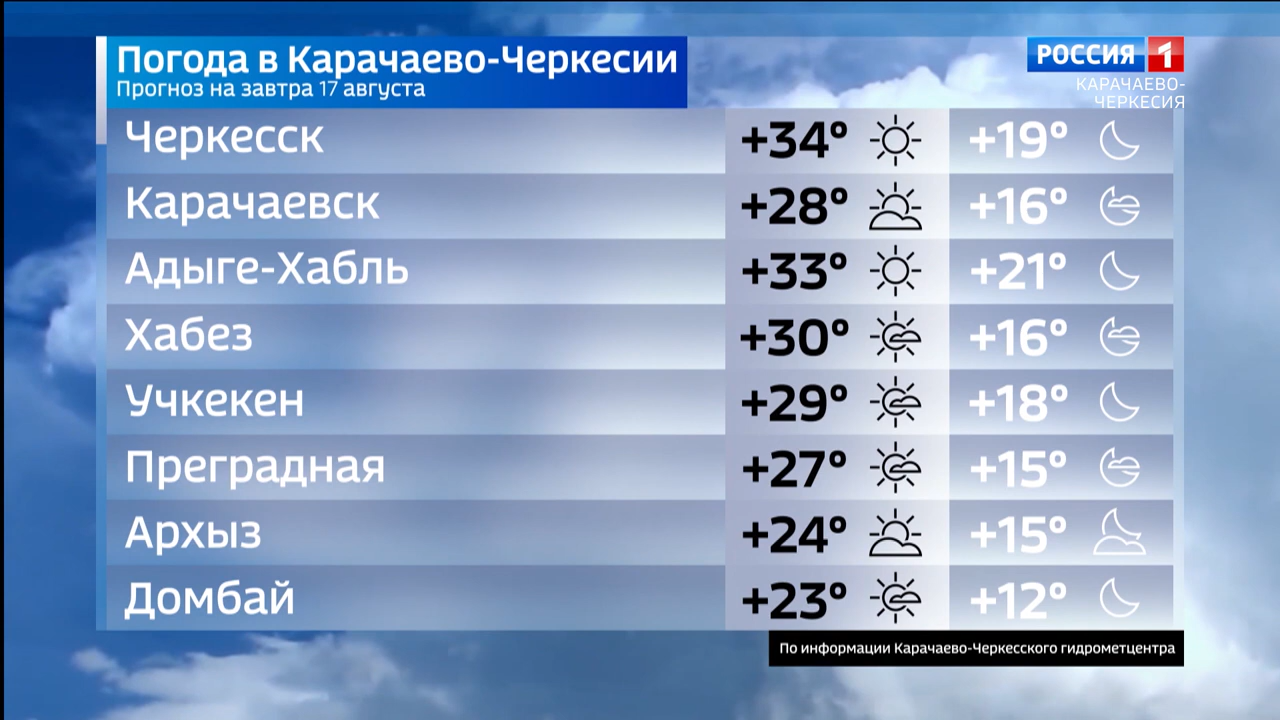 Погода в Карачаево-Черкесии
Прогноз на завтра 17 августа
РОССИЯ 1
КАРАЧАЕВО-
ЧЕРКЕСИЯ
Черкесск +34° +19°
Карачаевск +28° +16°
Адыге-Хабль +33° +21°
Хабез +30° +16°
Учкекен +29° +18°
Преградная +27° +15°
Архыз +24° +15°
Домбай +23° +12°
По информации Карачаево-Черкесского гидрометцентра